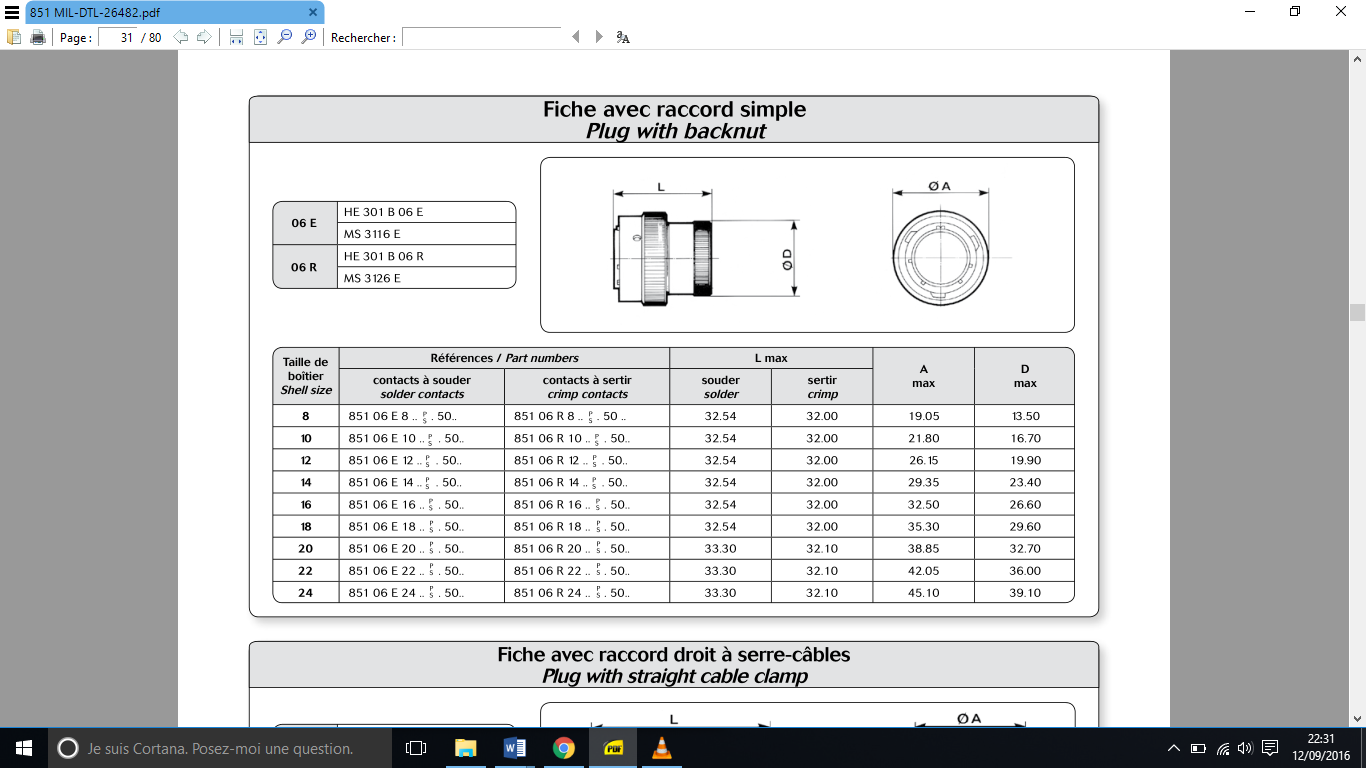 851 MIL-DTL-26482.pdf
Page : 31 / 80 Rechercher :
Fiche avec raccord simple
Plug with backnut
06 E HE 301 B 06 E
MS 3116 E
06 R HE 301 B 06 R
MS 3126 E
L
Ø D
Ø A
Taille de boîtier Shell size Références / Part numbers L max A max D max
contacts à souder solder contacts contacts à sertir crimp contacts souder solder sertir crimp
8 851 06 E 8 .. P S . 50.. 851 06 R 8 .. P S . 50 .. 32.54 32.00 19.05 13.50
10 851 06 E 10 .. P S . 50.. 851 06 R 10 .. P S . 50.. 32.54 32.00 21.80 16.70
12 851 06 E 12 .. P S . 50.. 851 06 R 12 .. P S . 50.. 32.54 32.00 26.15 19.90
14 851 06 E 14 .. P S . 50.. 851 06 R 14 .. P S . 50.. 32.54 32.00 29.35 23.40
16 851 06 E 16 .. P S . 50.. 851 06 R 16 .. P S . 50.. 32.54 32.00 32.50 26.60
18 851 06 E 18 .. P S . 50.. 851 06 R 18 .. P S . 50.. 32.54 32.00 35.30 29.60
20 851 06 E 20 .. P S . 50.. 851 06 R 20 .. P S . 50.. 33.30 32.10 38.85 32.70
22 851 06 E 22 .. P S . 50.. 851 06 R 22 .. P S . 50.. 33.30 32.10 42.05 36.00
24 851 06 E 24 .. P S . 50.. 851 06 R 24 .. P S . 50.. 33.30 32.10 45.10 39.10
Fiche avec raccord droit à serre-câbles
Plug with straight cable clamp
L
Ø A
Je suis Cortana. Posez-moi une question.
PDF
22:31
12/09/2016